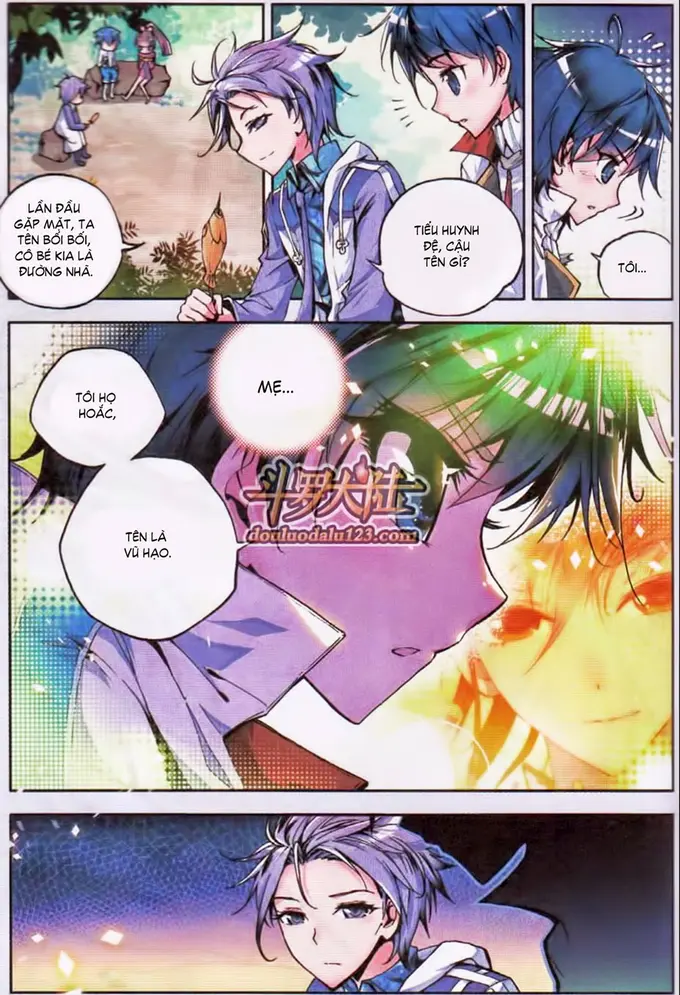 LẦN ĐẦU
GẶP MẶT, TA
TÊN BỐI BỐI,
CÓ BÉ KIA LÀ
ĐƯỜNG NHÃ.
TIỂU HUYNH
ĐỆ, CẬU
TÊN GÌ?
TÔI...
MẸ...
TÔI HỌ
HOẮC,
TÊN LÀ
VŨ HẠO.
斗罗大陆
douluodalu123.com